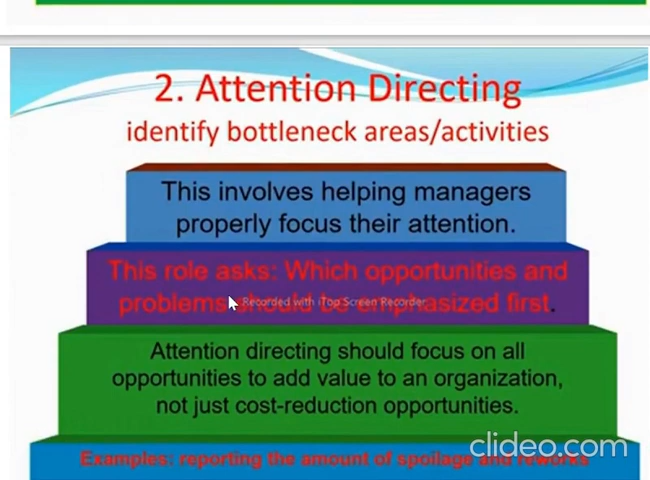 2. Attention Directing
identify bottleneck areas/activities
This involves helping managers
properly focus their attention.
This role asks: Which opportunities and
problems should be emphasized first.
Recorded with iTop Screen Recorder
Attention directing should focus on all
opportunities to add value to an organization,
not just cost-reduction opportunities.
clideo.com
Examples: reporting the amount of spoilage and reworks